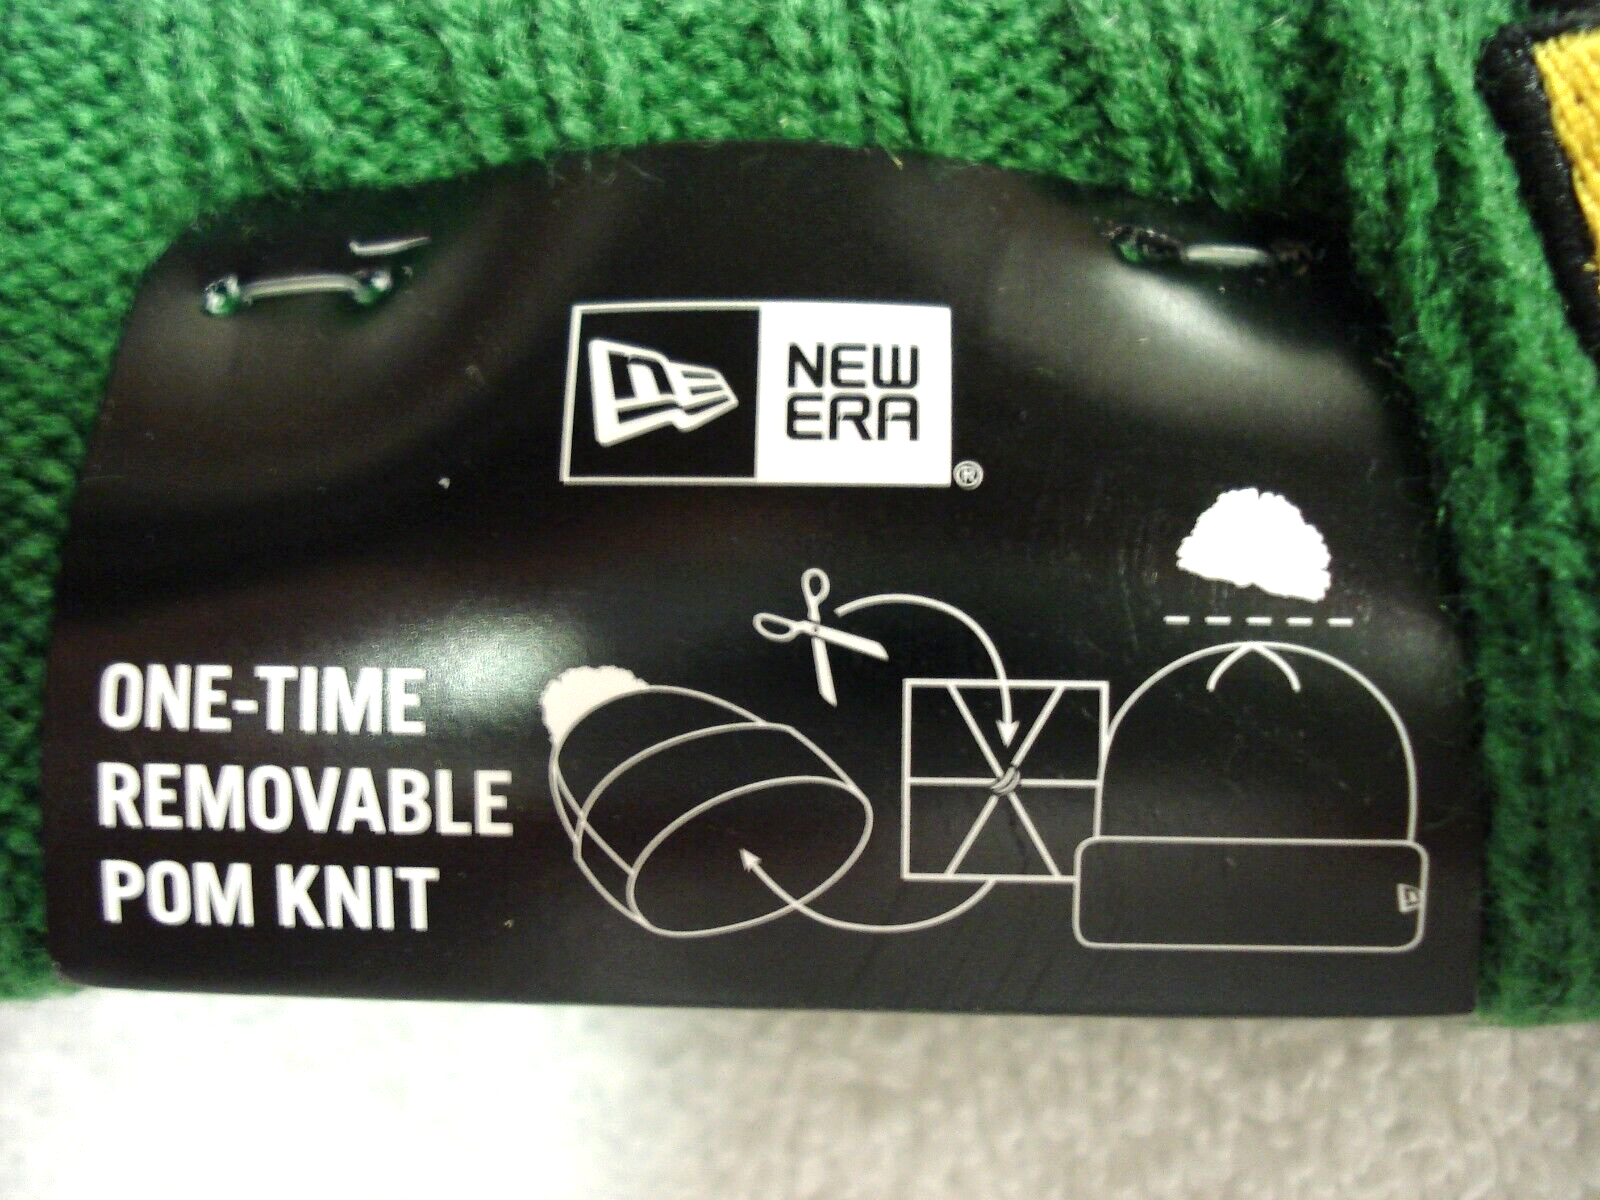 NEW
ERA
®
ONE-TIME
REMOVABLE
POM KNIT